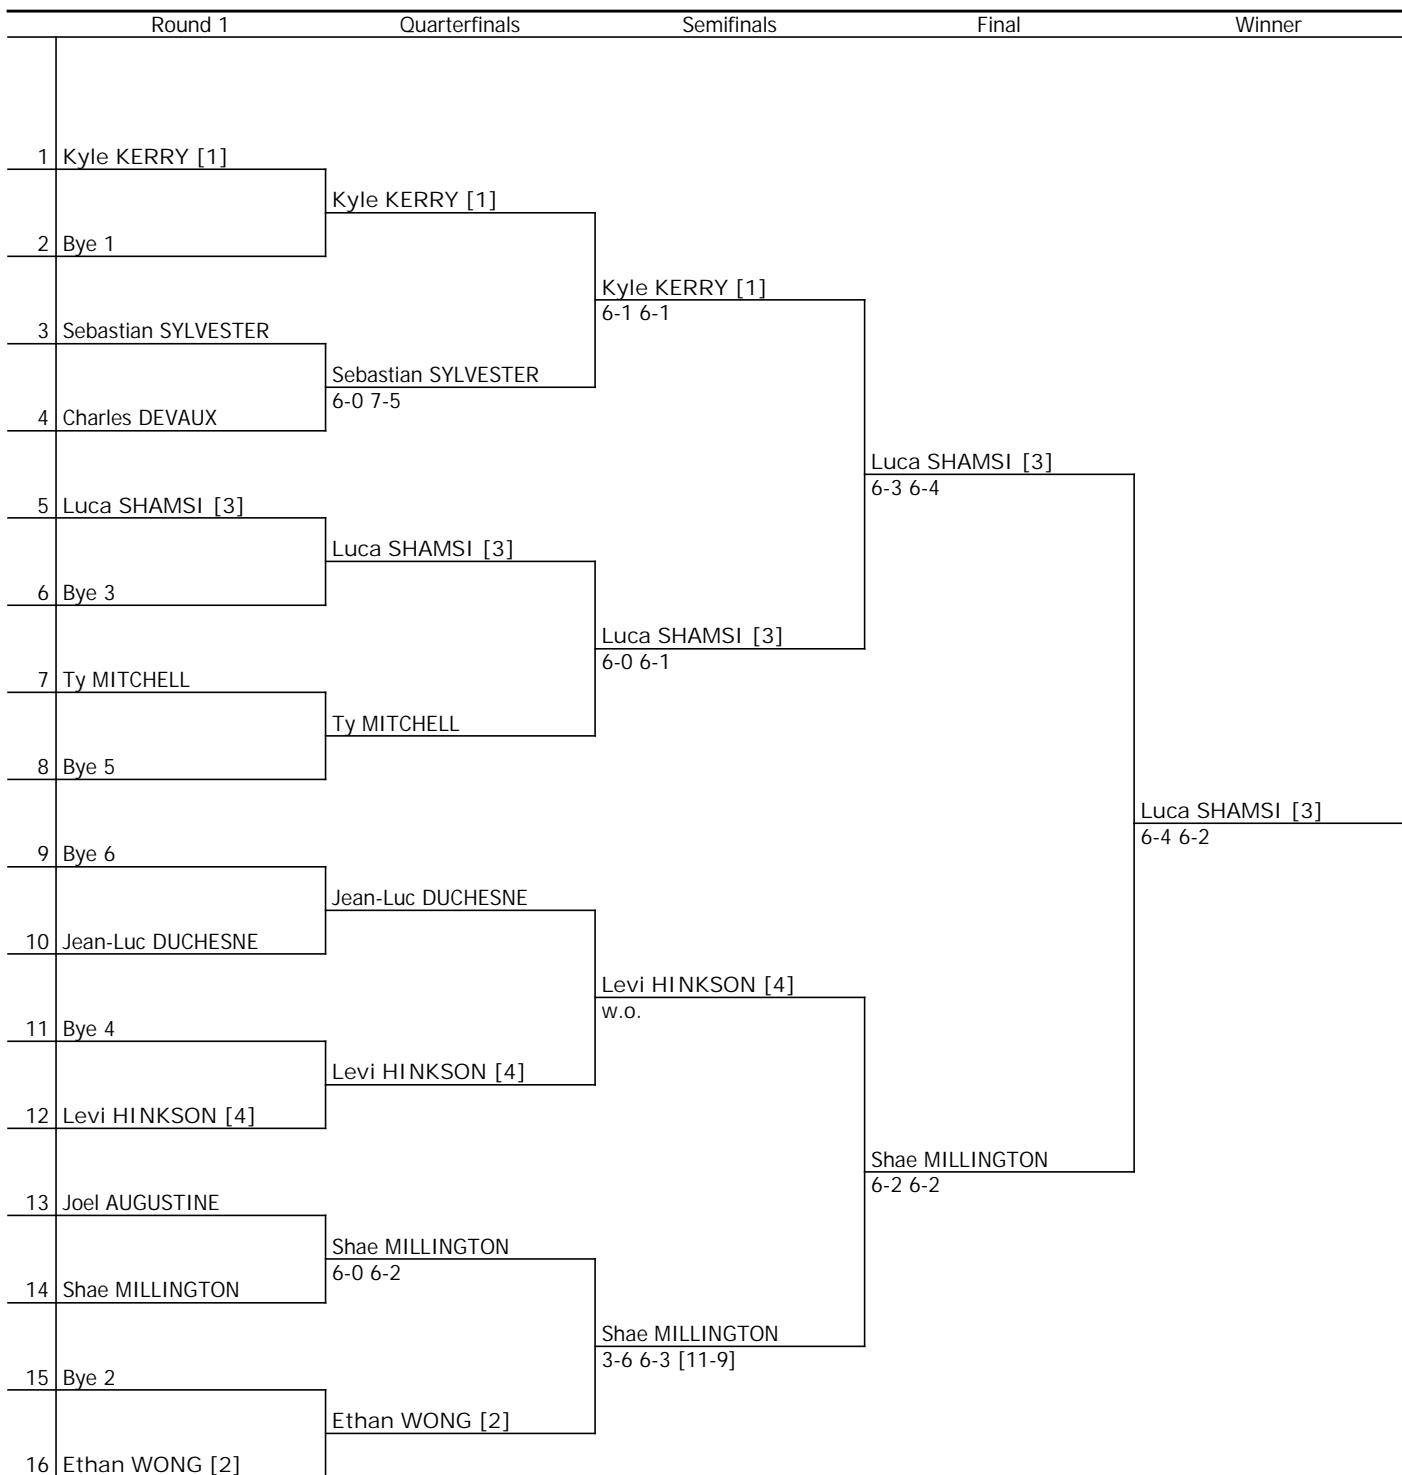 Round 1 Quarterfinals Semifinals Final Winner
1 Kyle KERRY [1]
Kyle KERRY [1]
2 Bye 1
Kyle KERRY [1]
6-1 6-1
3 Sebastian SYLVESTER
Sebastian SYLVESTER
6-0 7-5
4 Charles DEVAUX
Luca SHAMSI [3]
6-3 6-4
5 Luca SHAMSI [3]
Luca SHAMSI [3]
6 Bye 3
Luca SHAMSI [3]
6-0 6-1
7 Ty MITCHELL
Ty MITCHELL
8 Bye 5
Luca SHAMSI [3]
6-4 6-2
9 Bye 6
Jean-Luc DUCHESNE
10 Jean-Luc DUCHESNE
Levi HINKSON [4]
w.o.
11 Bye 4
Levi HINKSON [4]
12 Levi HINKSON [4]
Shae MILLINGTON
6-2 6-2
13 Joel AUGUSTINE
Shae MILLINGTON
6-0 6-2
14 Shae MILLINGTON
Shae MILLINGTON
3-6 6-3 [11-9]
15 Bye 2
Ethan WONG [2]
16 Ethan WONG [2]